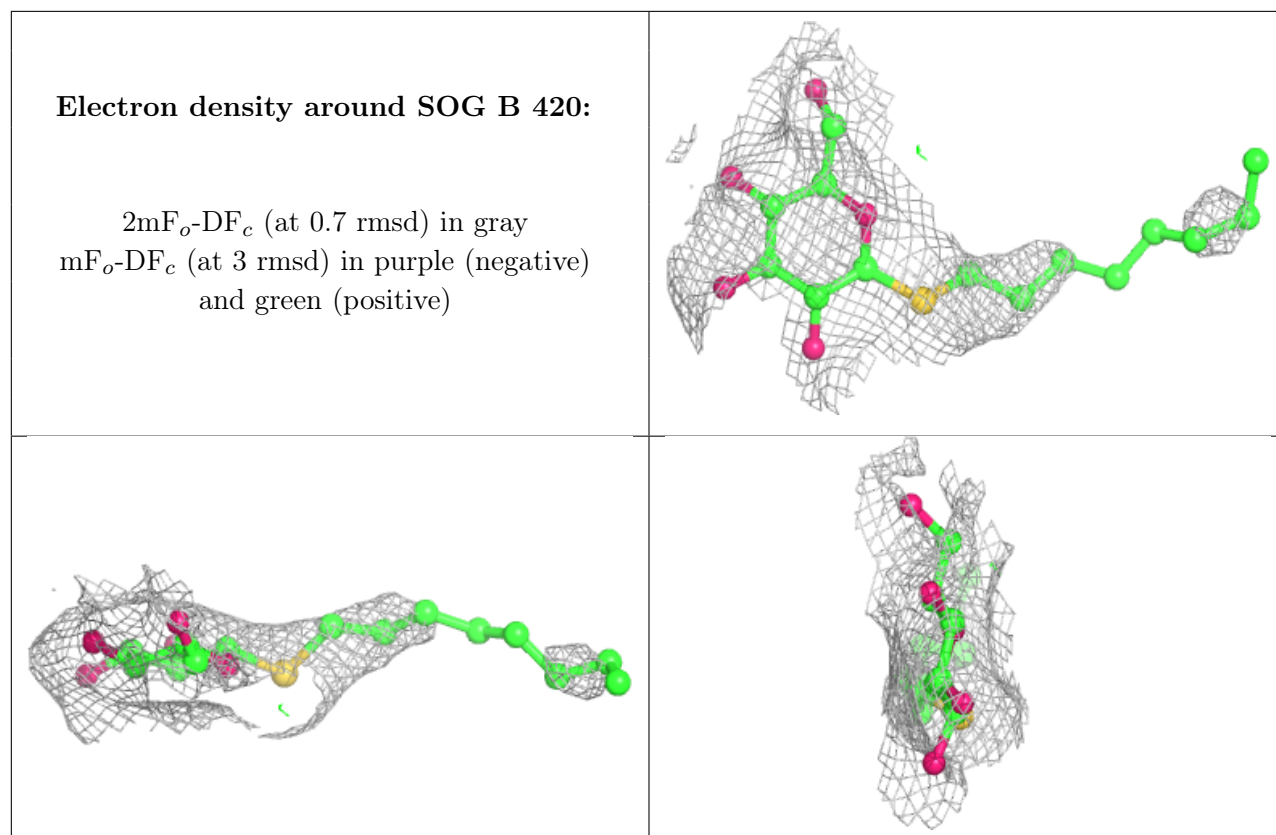 Electron density around SOG B 420:
2mFo-DFc (at 0.7 rmsd) in gray
mFo-DFc (at 3 rmsd) in purple (negative)
and green (positive)